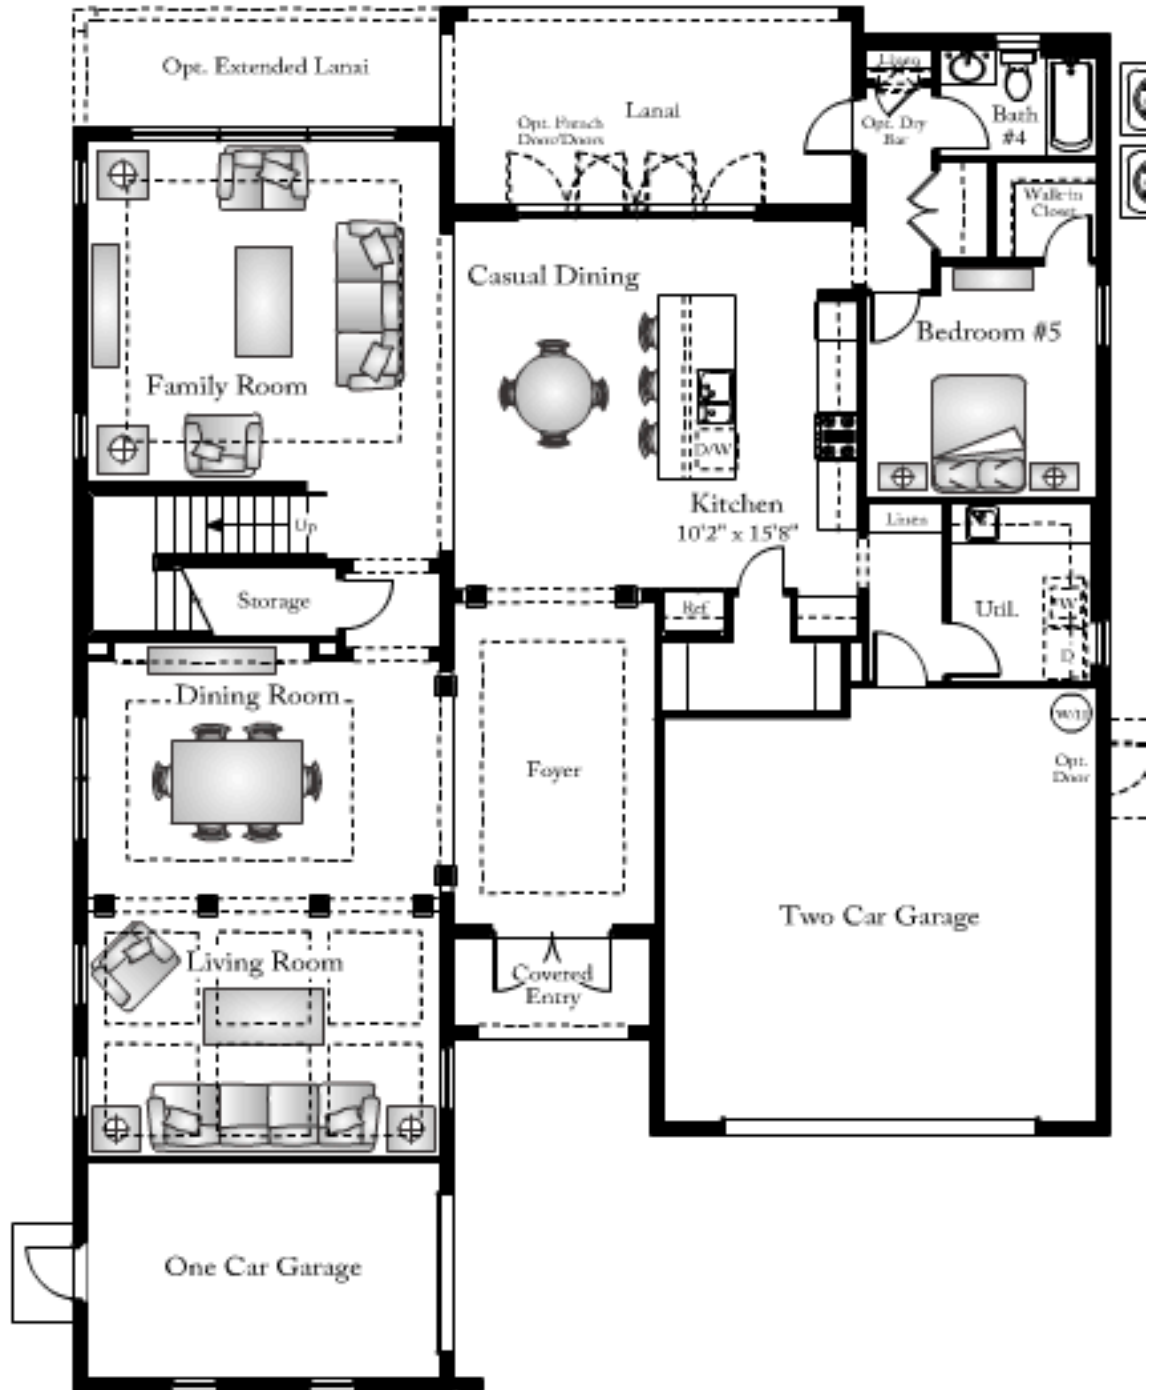 Opt. Extended Lanai
Lanai
Opt. French
Door/Doors
Linen
Opt. Dry
Bar
Bath
#4
Walk-in
Closet
Casual Dining
Bedroom #5
Family Room
D/W
Kitchen
10'2" x 15'8"
Up
Linen
Storage
Ref
Util.
W
D
Dining Room
W/H
Opt.
Door
Foyer
Two Car Garage
Living Room
Covered
Entry
One Car Garage